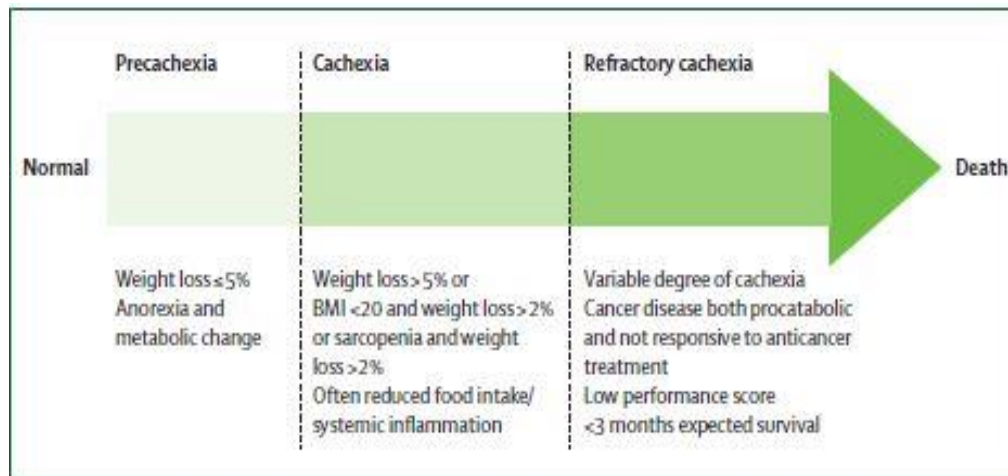 Precachexia
Cachexia
Refractory cachexia
Normal
Death
Weight loss ≤5%
Anorexia and
metabolic change
Weight loss >5% or
BMI <20 and weight loss >2%
or sarcopenia and weight
loss >2%
Often reduced food intake/
systemic inflammation
Variable degree of cachexia
Cancer disease both procatabolic
and not responsive to anticancer
treatment
Low performance score
<3 months expected survival